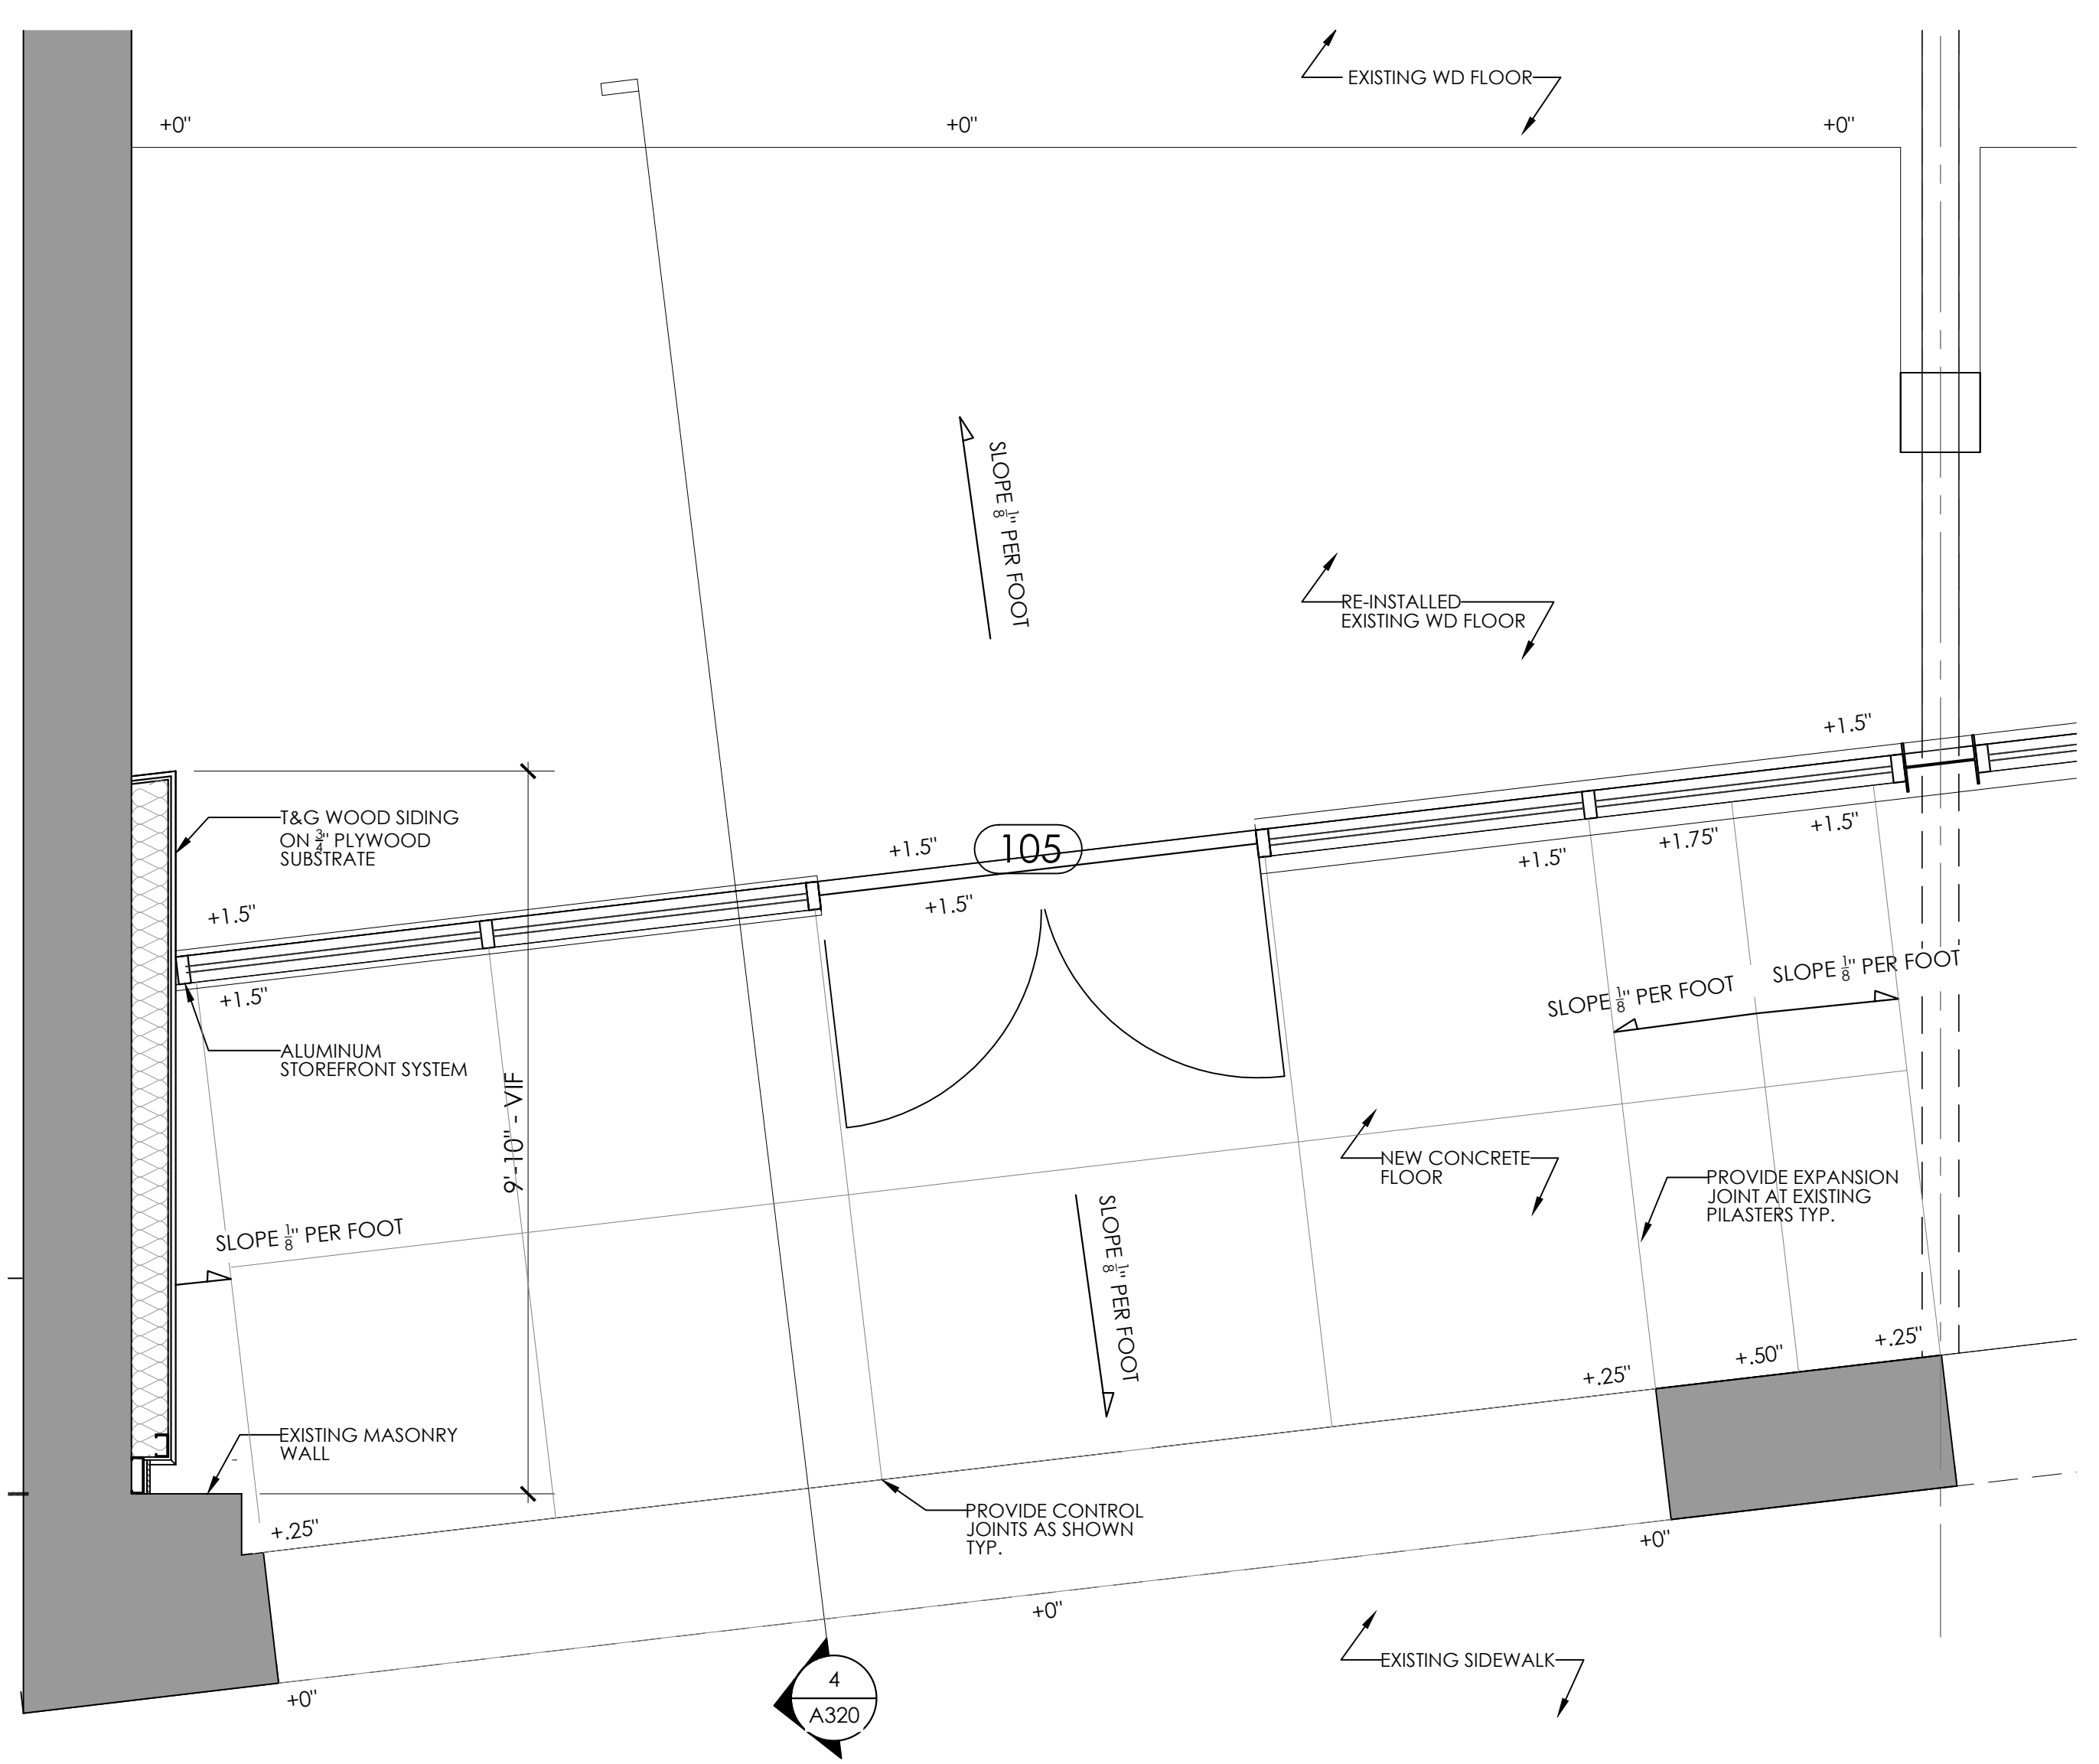 EXISTING WD FLOOR
+0"
+0"
+0"
SLOPE 1/8" PER FOOT
RE-INSTALLED
EXISTING WD FLOOR
+1.5"
T&G WOOD SIDING
ON 3/4" PLYWOOD
SUBSTRATE
+1.5"
105
+1.5"
+1.75"
+1.5"
+1.5"
+1.5"
+1.5"
SLOPE 1/8" PER FOOT
SLOPE 1/8" PER FOOT
ALUMINUM
STOREFRONT SYSTEM
9'-10" - VIF
NEW CONCRETE
FLOOR
PROVIDE EXPANSION
JOINT AT EXISTING
PILASTERS TYP.
SLOPE 1/8" PER FOOT
SLOPE 1/8" PER FOOT
+.25"
+.50"
+.25"
EXISTING MASONRY
WALL
+.25"
PROVIDE CONTROL
JOINTS AS SHOWN
TYP.
+0"
+0"
+0"
EXISTING SIDEWALK
4
A320